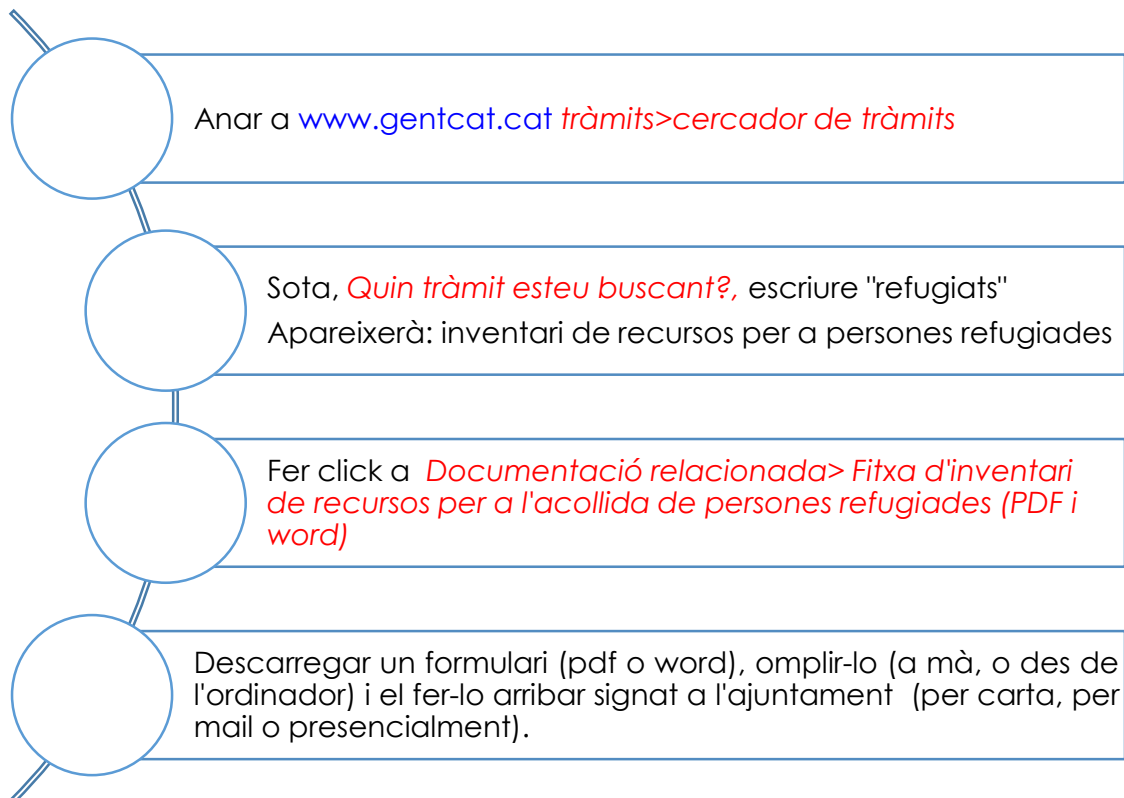 Anar a www.gentcat.cat tràmits>cercador de tràmits
Sota, Quin tràmit esteu buscant?, escriure "refugiats"
Apareixerà: inventari de recursos per a persones refugiades
Fer click a  Documentació relacionada> Fitxa d'inventari
de recursos per a l'acollida de persones refugiades (PDF i
word)
Descarregar un formulari (pdf o word), omplir-lo (a mà, o des de
l'ordinador) i el fer-lo arribar signat a l'ajuntament  (per carta, per
mail o presencialment).